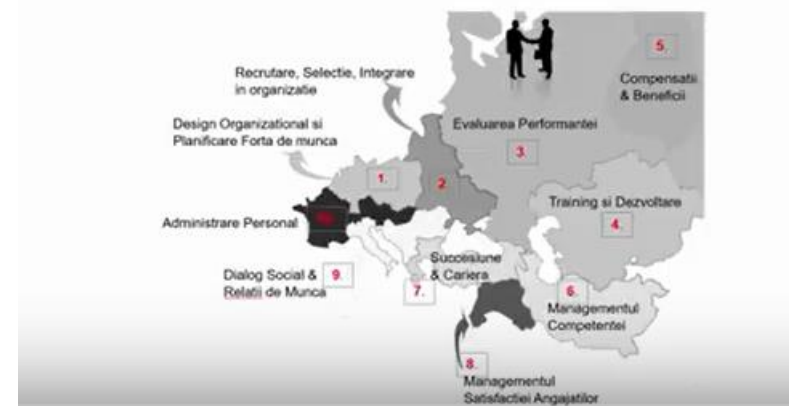 5.
Compensatii
& Beneficii
Recrutare, Selectie, Integrare
in organizatie
Design Organizational si
Planificare Forta de munca
Evaluarea Performantei
3.
1.
2.
Training si Dezvoltare
4.
Administrare Personal
10.
Succesiune
& Cariera
7.
Dialog Social &
Relatii de Munca
9.
6.
Managementul
Competentei
8.
Managementul
Satisfactiei Angajatilor